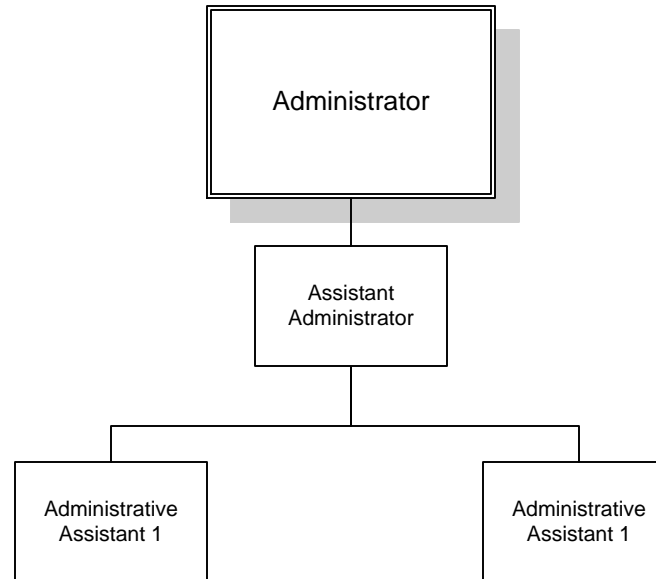 Administrator
Assistant
Administrator
Administrative
Assistant 1
Administrative
Assistant 1